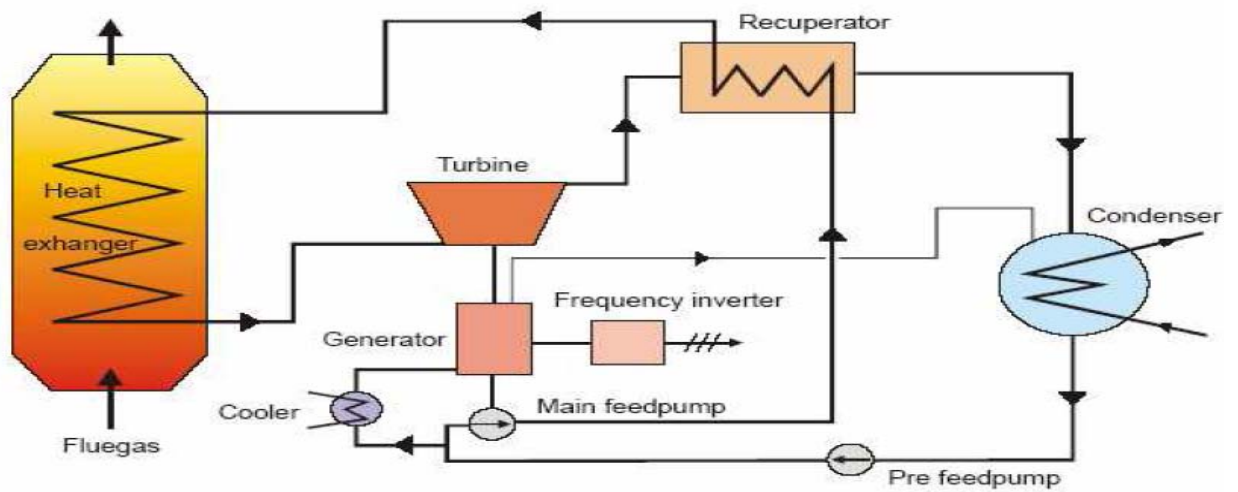 Recuperator
Turbine
Heat
exhanger
Condenser
Frequency inverter
Generator
Cooler
Main feedpump
Fluegas
Pre feedpump